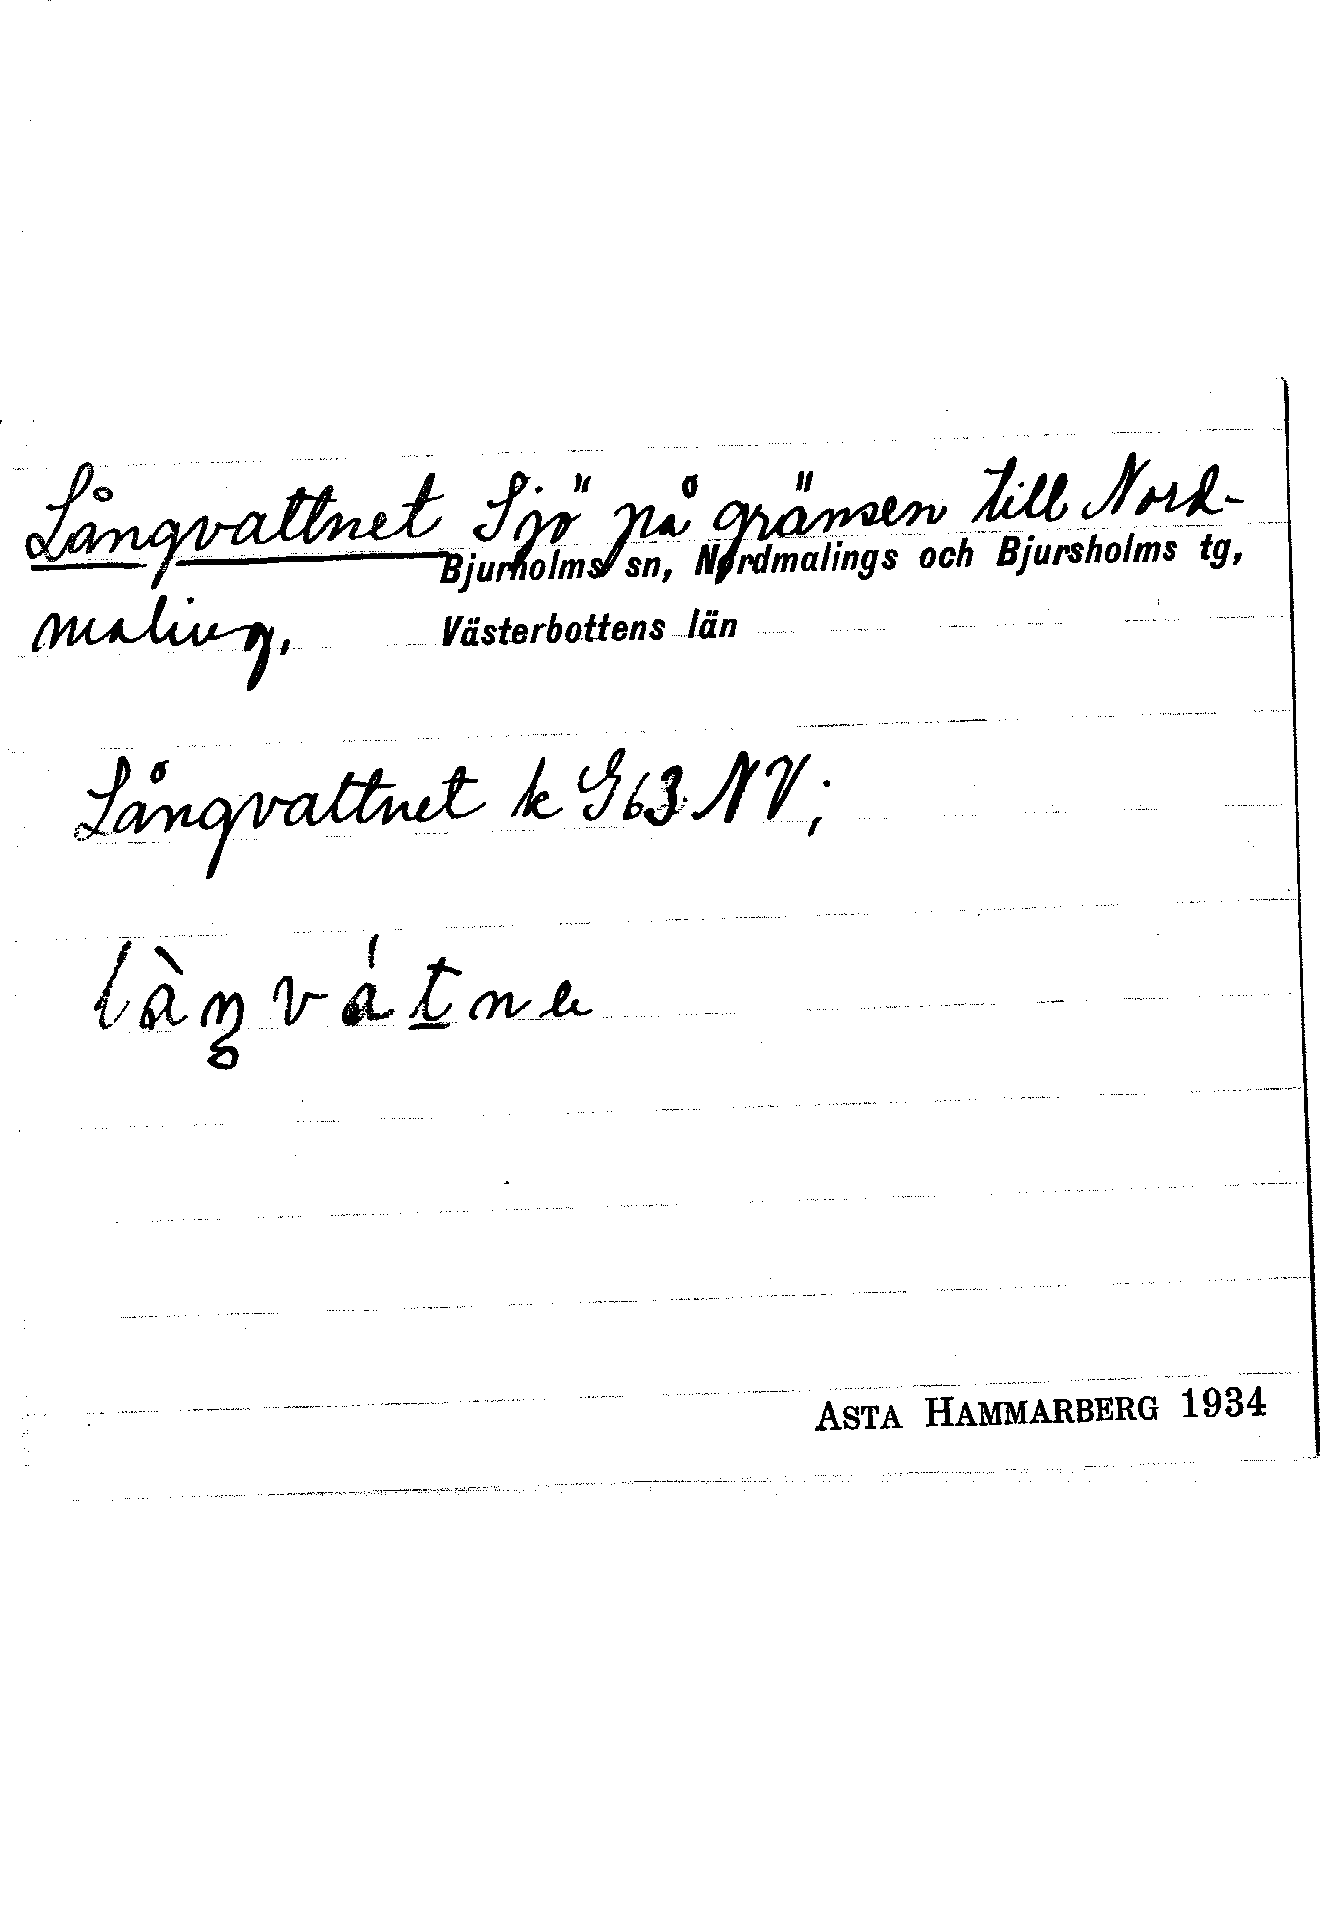 Långvattnet Sjö på gränsen till Nord-
Bjurholms sn, Nordmalings och Bjursholms tg,
maling.
Västerbottens län
Långvattnet k G63 NV;
làŋvátne
ASTA HAMMARBERG 1934